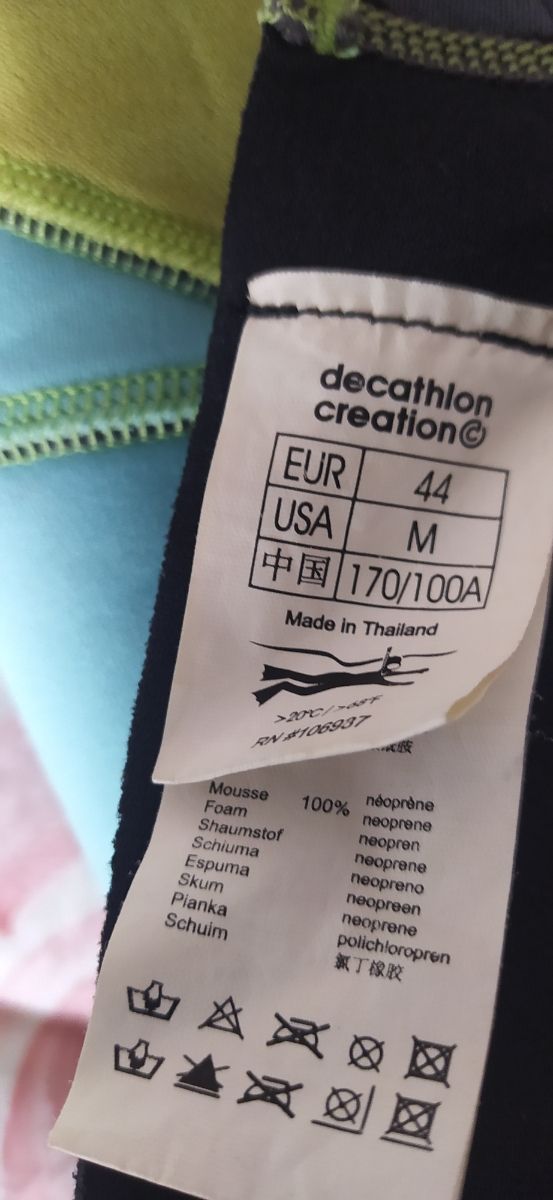 decathlon
creation©
EUR 44
USA M
中国 170/100A
Made in Thailand
>20°C / >68°F
RN #106937
Mousse 100% néoprène
Foam neoprene
Shaumstof neopren
Schiuma neoprene
Espuma neopreno
Skum neopreen
Pianka neoprene
Schuim polichloropren
氯丁橡胶